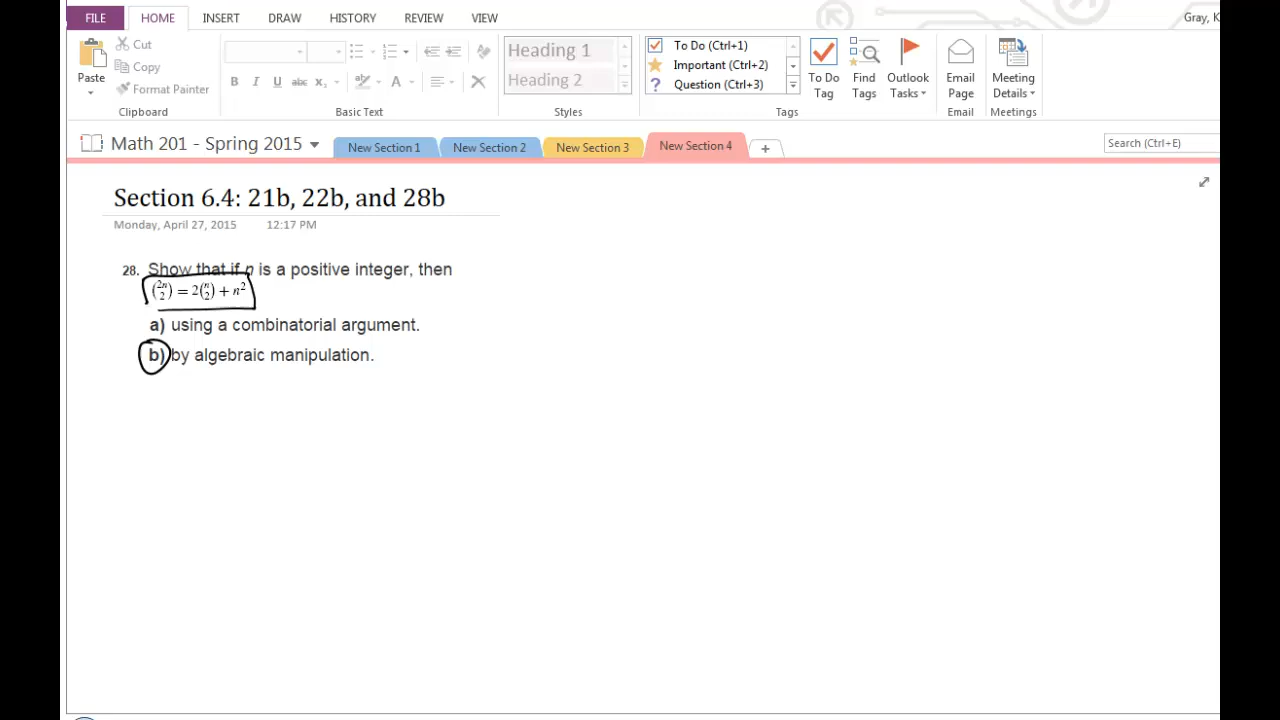 FILE HOME INSERT DRAW HISTORY REVIEW VIEW Gray, K
Paste Cut Copy Format Painter
Clipboard
B I U abc X₂ A
Basic Text
Heading 1
Heading 2
Styles
To Do (Ctrl+1)
Important (Ctrl+2)
? Question (Ctrl+3)
To Do Tag
Find Tags
Tags
Outlook Tasks
Email Page
Email
Meeting Details
Meetings
Math 201 - Spring 2015 New Section 1 New Section 2 New Section 3 New Section 4 + Search (Ctrl+E)
Section 6.4: 21b, 22b, and 28b
Monday, April 27, 2015 12:17 PM
28. Show that if n is a positive integer, then
(2n 2) = 2(n 2) + n²
a) using a combinatorial argument.
b) by algebraic manipulation.